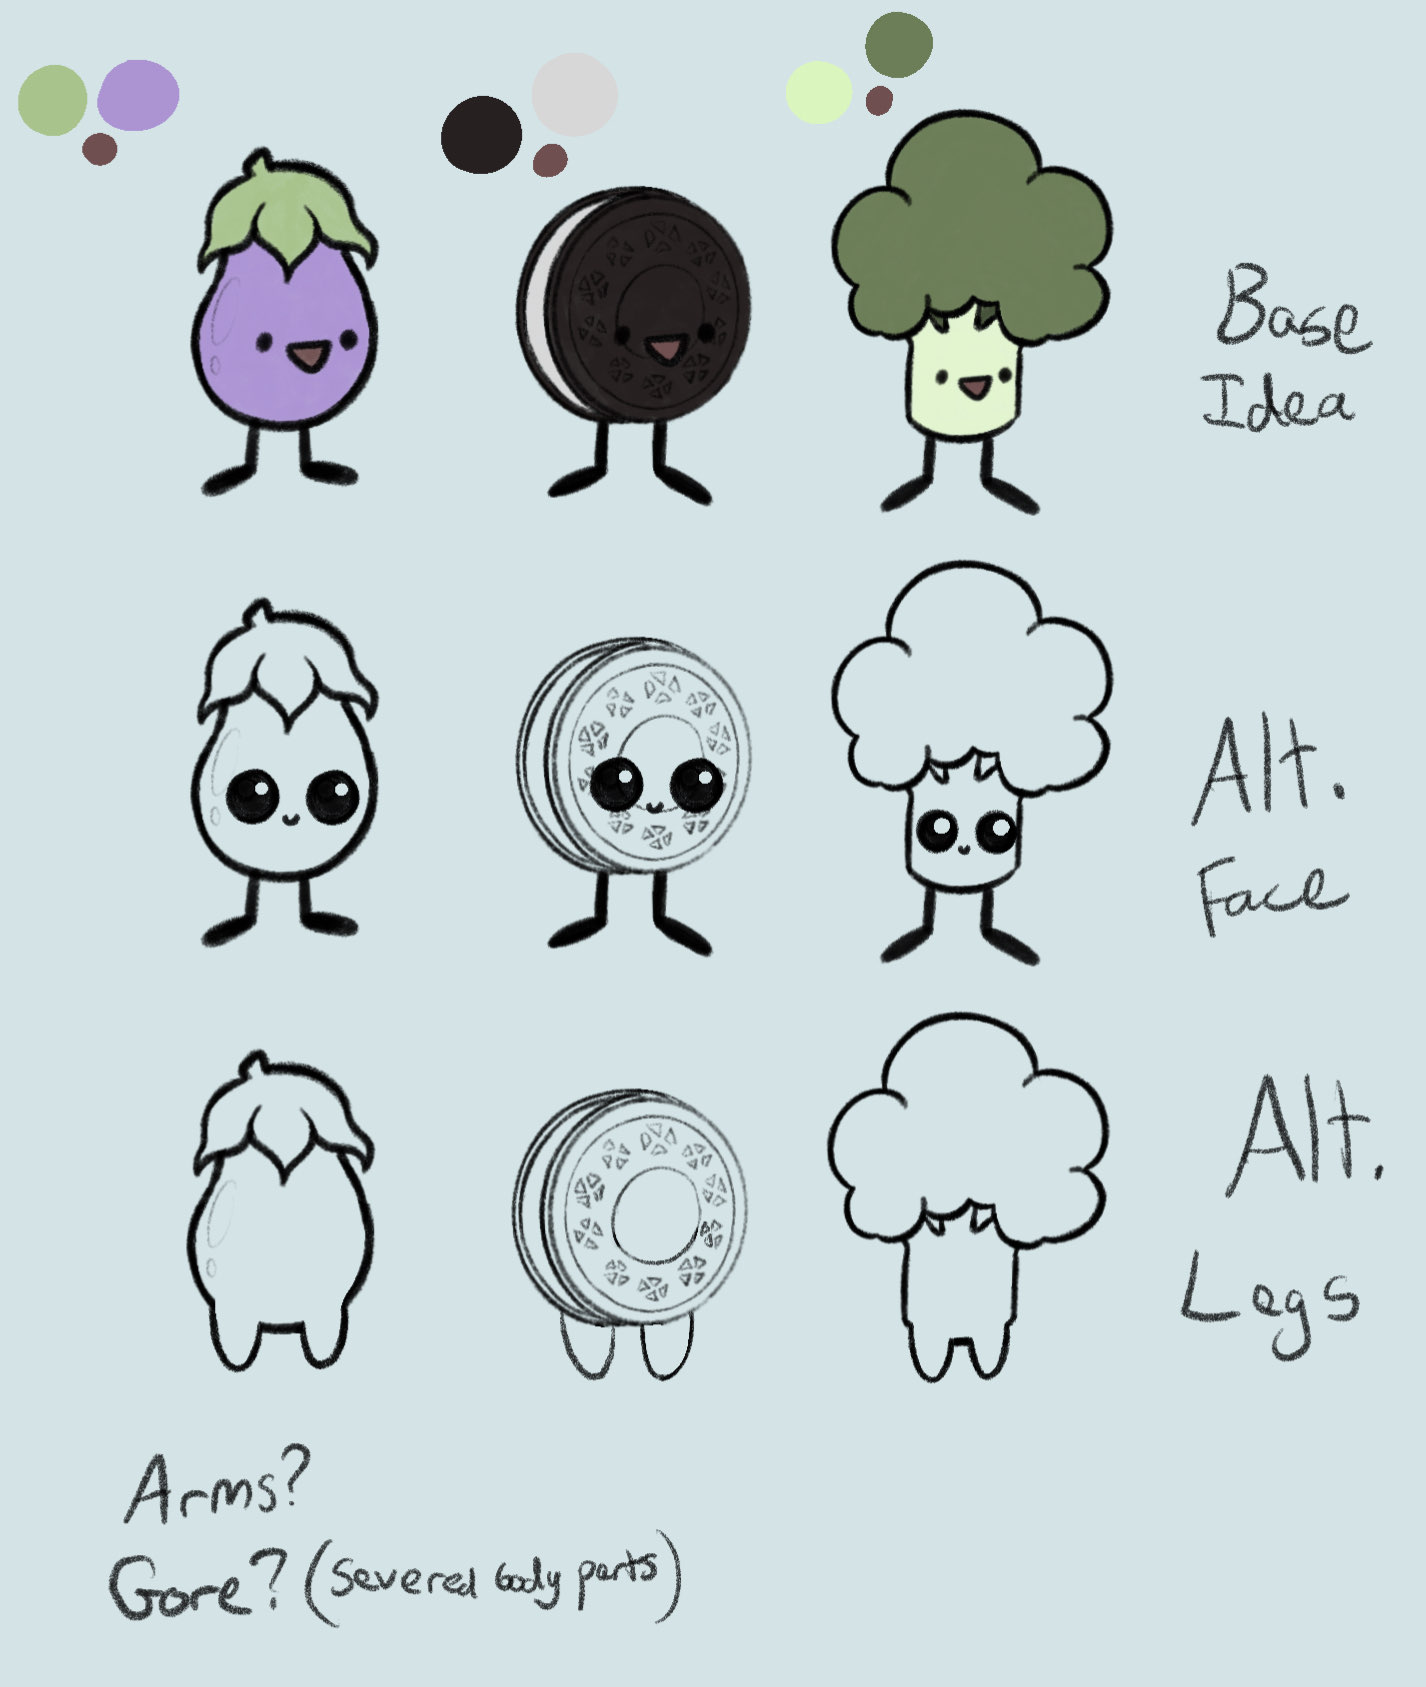 Base
Idea
Alt.
Face
Alt.
Legs
Arms?
Gore? (Severed body parts)